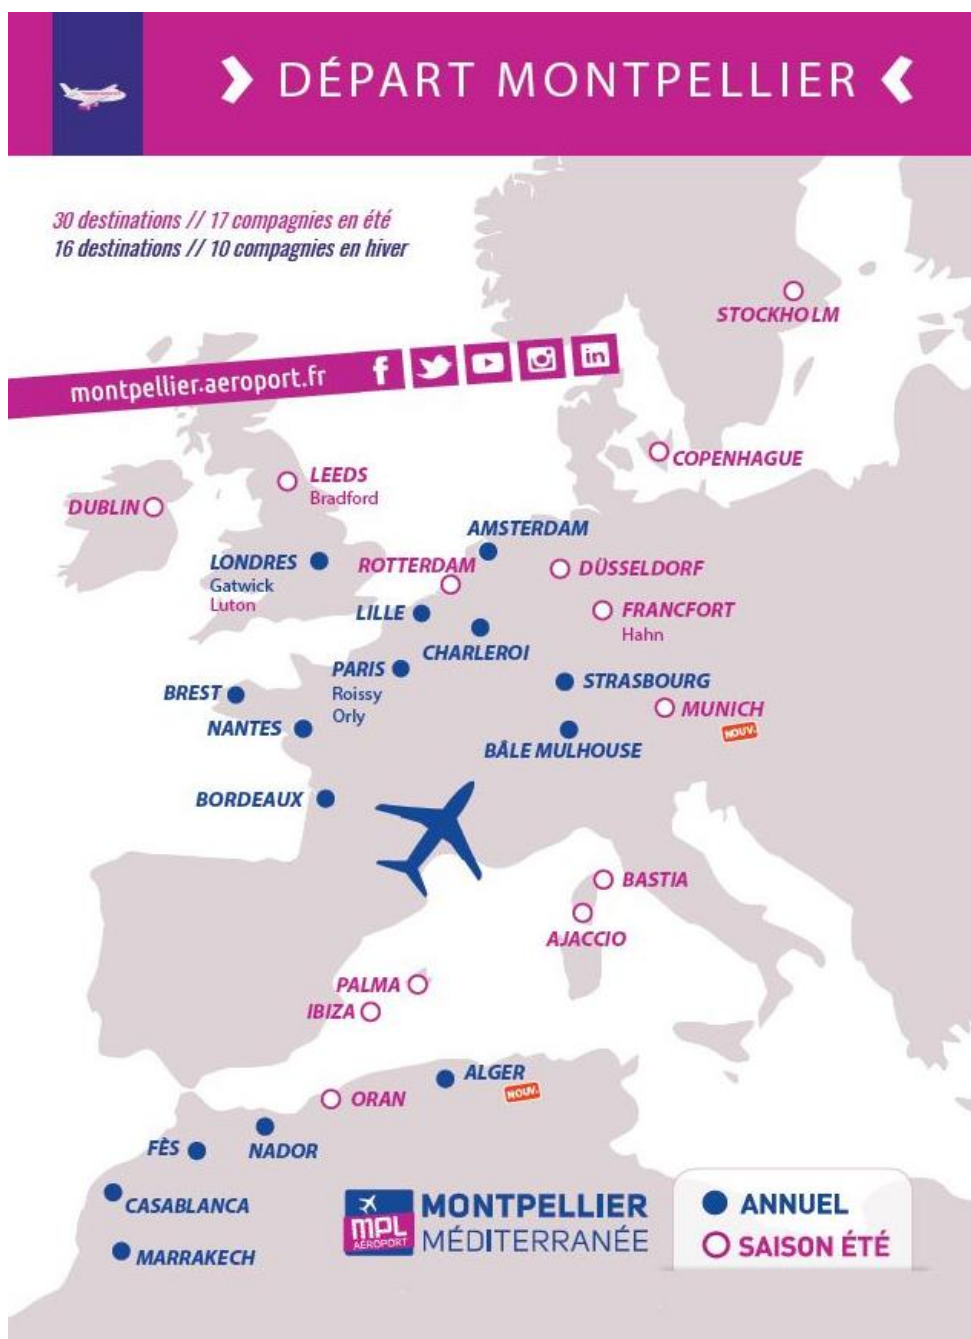 DÉPART MONTPELLIER
30 destinations // 17 compagnies en été
16 destinations // 10 compagnies en hiver
STOCKHOLM
montpellier.aeroport.fr
f
in
COPENHAGUE
LEEDS
Bradford
DUBLIN
AMSTERDAM
LONDRES
Gatwick
Luton
ROTTERDAM
DÜSSELDORF
LILLE
FRANCFORT
Hahn
CHARLEROI
PARIS
Roissy
Orly
STRASBOURG
BREST
MUNICH
NOUV.
NANTES
BÂLE MULHOUSE
BORDEAUX
BASTIA
AJACCIO
PALMA
IBIZA
ALGER
NOUV.
ORAN
FÈS
NADOR
CASABLANCA
MARRAKECH
MPL
AÉROPORT
MONTPELLIER
MÉDITERRANÉE
ANNUEL
SAISON ÉTÉ